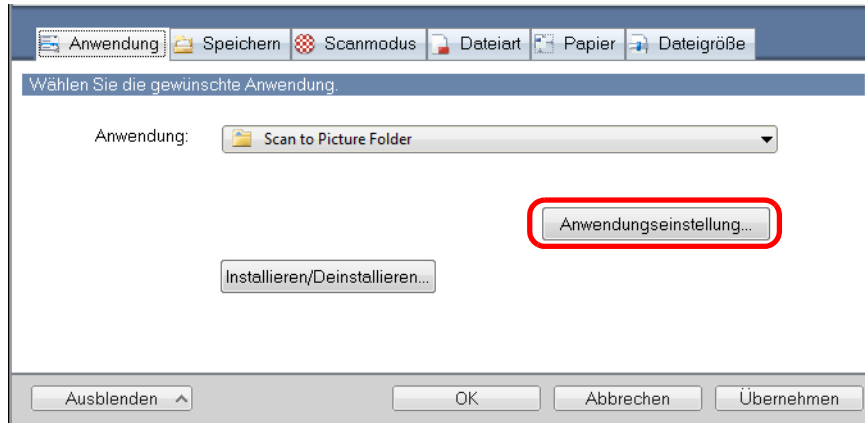 Anwendung Speichern Scanmodus Dateiart Papier Dateigröße
Wählen Sie die gewünschte Anwendung.
Anwendung: Scan to Picture Folder
Anwendungseinstellung...
Installieren/Deinstallieren...
Ausblenden OK Abbrechen Übernehmen